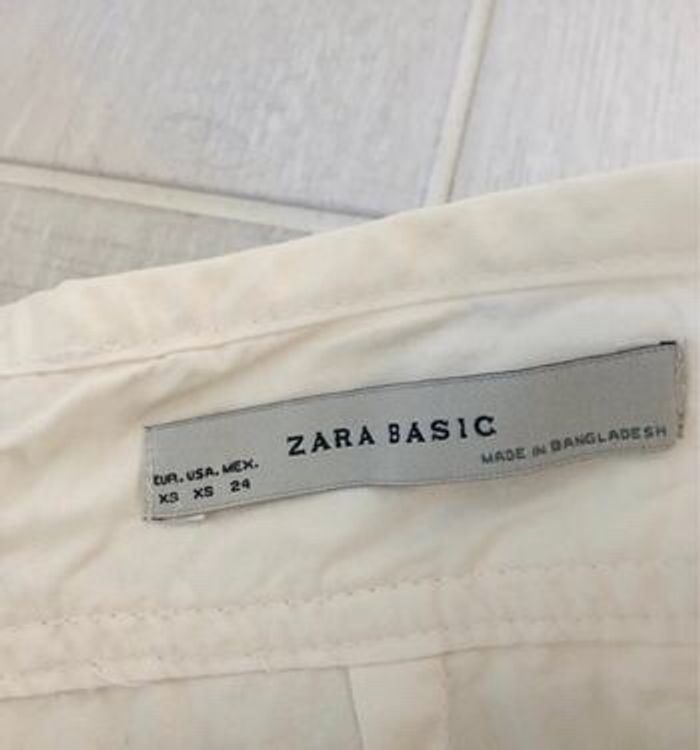 ZARA BASIC
MADE IN BANGLADESH
EUR. USA. MEX.
XS XS 24